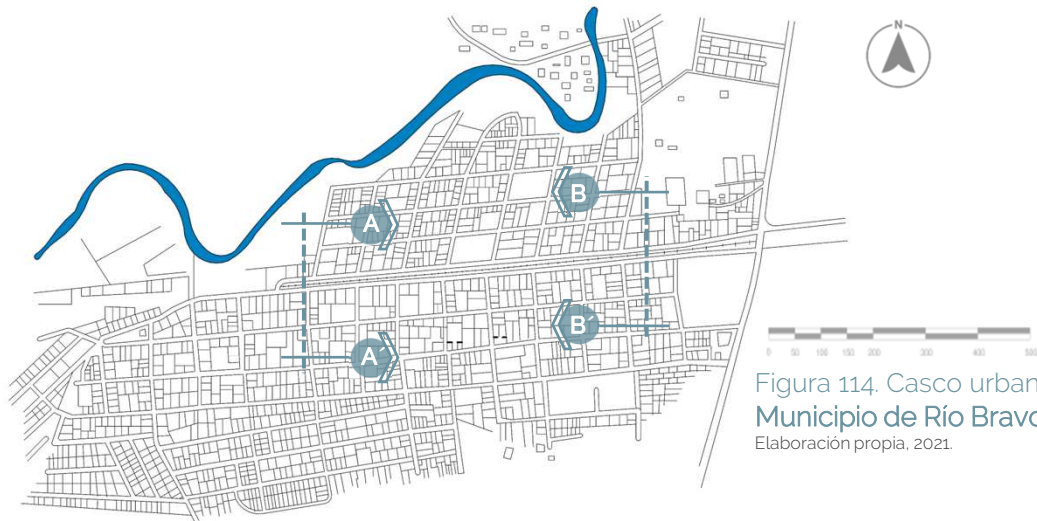 N
A
B
A´
B´
0 50 100 150 200 300 400 500
Figura 114. Casco urban
Municipio de Río Bravo
Elaboración propia, 2021.